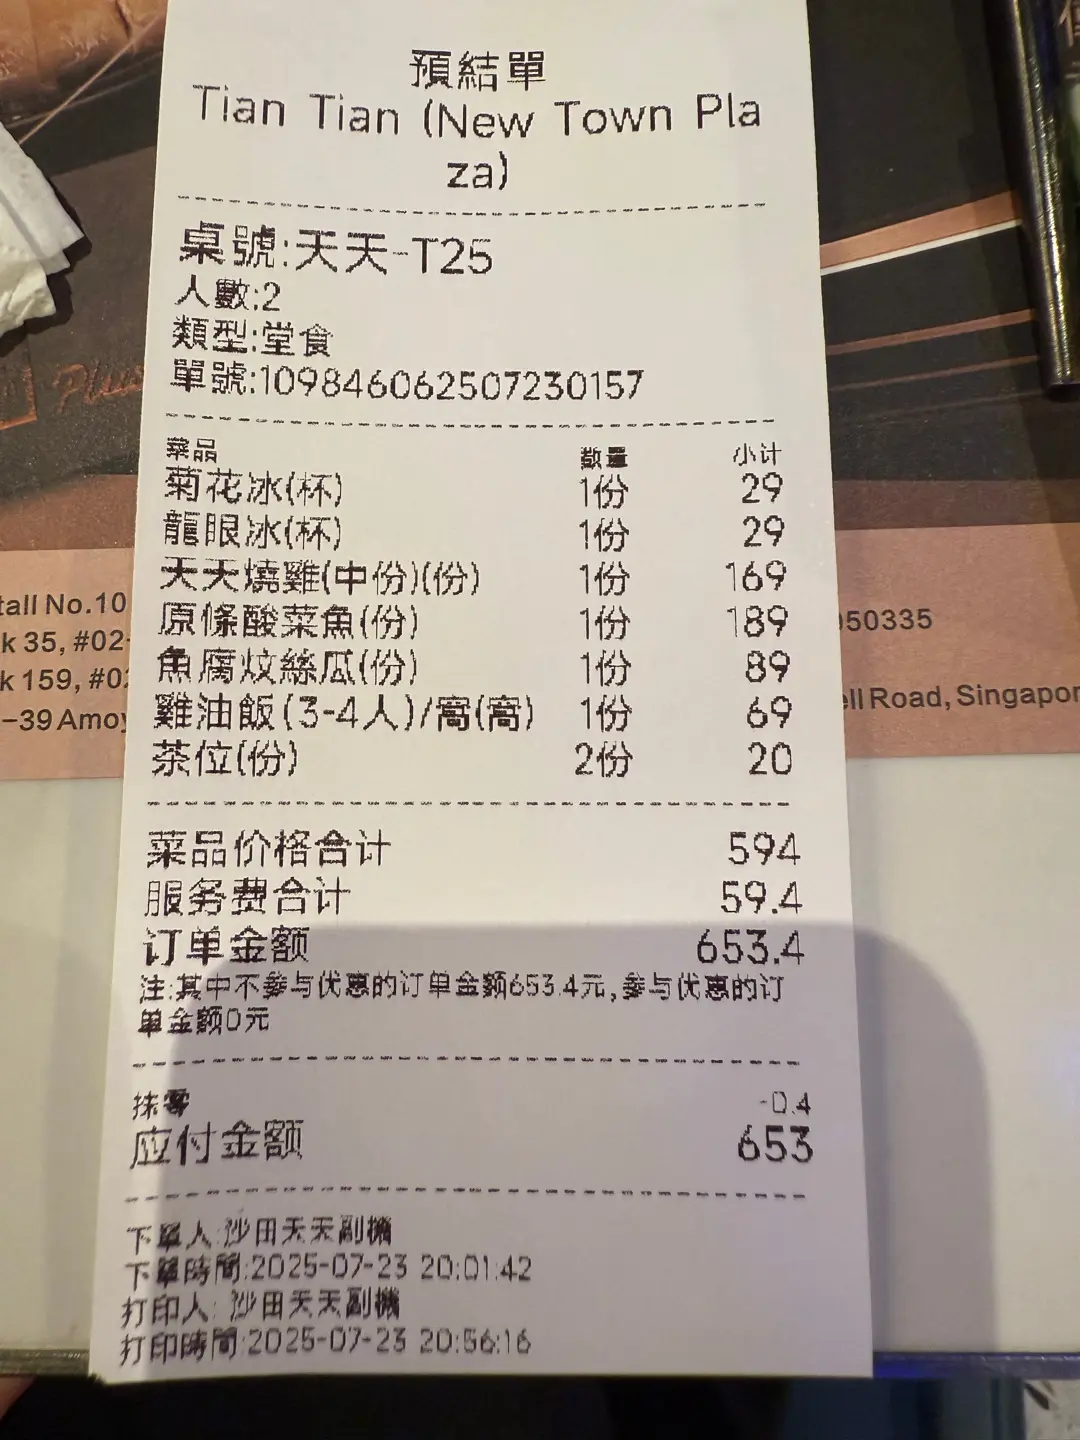 預結單
Tian Tian (New Town Pla
za)
桌號:天天-T25
人數:2
類型:堂食
單號:109846062507230157
菜品 数量 小计
菊花冰(杯) 1份 29
龍眼冰(杯) 1份 29
天天燒雞(中份)(份) 1份 169
原條酸菜魚(份) 1份 189
魚腐炆絲瓜(份) 1份 89
雞油飯(3-4人)/窩(窩) 1份 69
茶位(份) 2份 20
菜品价格合计 594
服务费合计 59.4
订单金额 653.4
注:其中不参与优惠的订单金额653.4元,参与优惠的订
单金额0元
抹零 -0.4
应付金额 653
下單人:沙田天天副機
下單時間:2025-07-23 20:01:42
打印人: 沙田天天副機
打印時間:2025-07-23 20:56:16
tall No.10
k 35, #02-
k 159, #02
-39 Amoy
050335
ell Road, Singapor